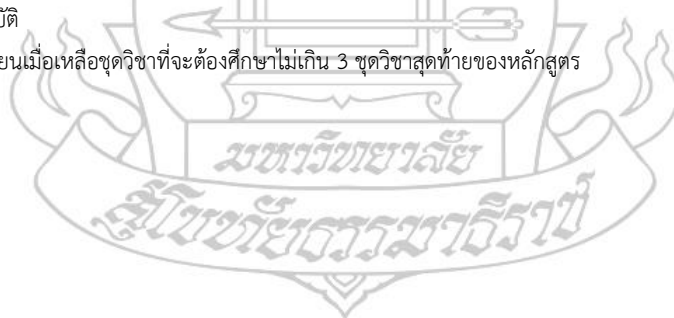 บัติ
ยนเมื่อเหลือชุดวิชาที่จะต้องศึกษาไม่เกิน 3 ชุดวิชาสุดท้ายของหลักสูตร
มหาวิทยาลัย
สุโขทัยธรรมาธิราช